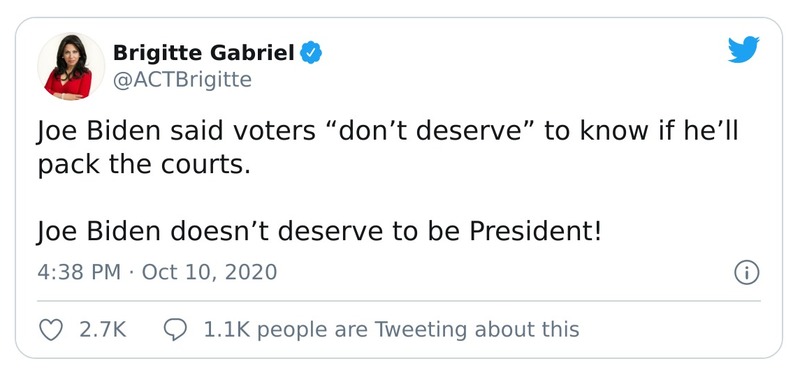 Brigitte Gabriel
@ACTBrigitte
Joe Biden said voters “don’t deserve” to know if he’ll
pack the courts.
Joe Biden doesn’t deserve to be President!
4:38 PM · Oct 10, 2020
2.7K 1.1K people are Tweeting about this